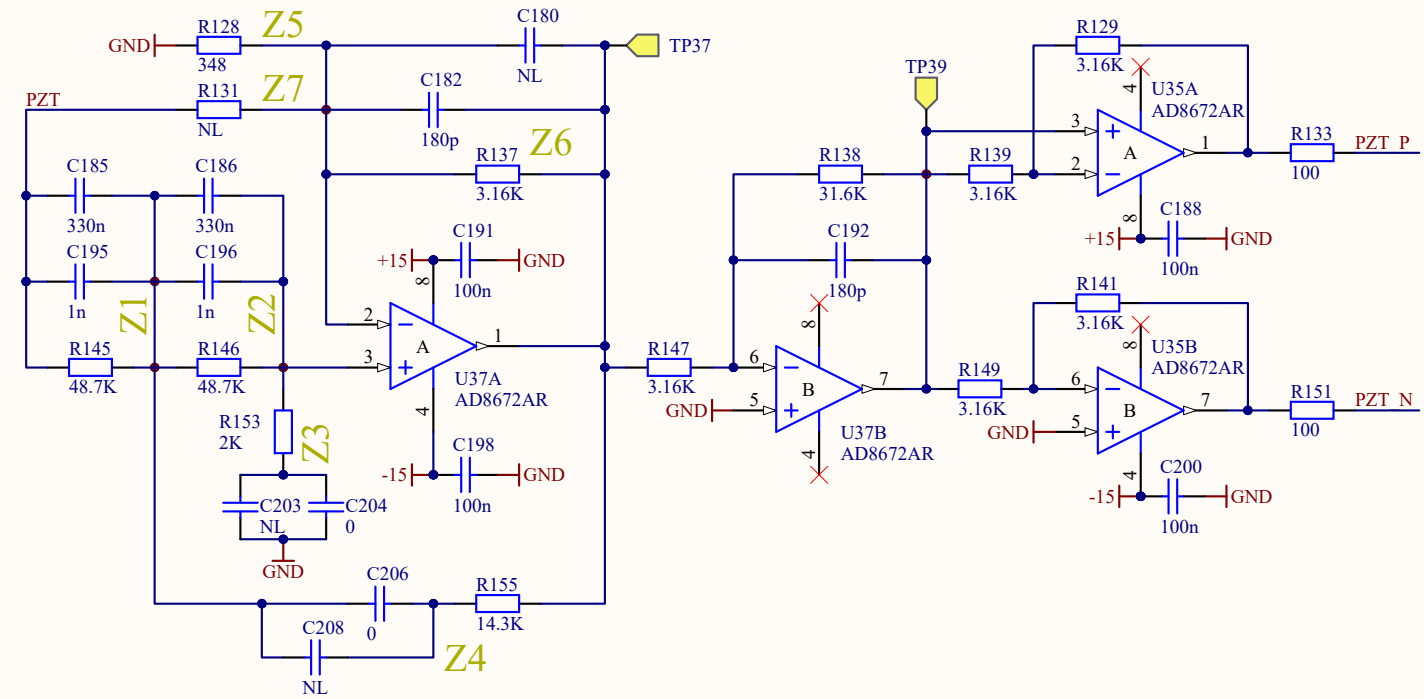 R128
Z5
GND
348
C180
NL
TP37
PZT
R131
Z7
NL
C182
180p
Z6
R137
3.16K
C185
330n
C186
330n
C195
1n
C196
1n
Z1
Z2
R145
48.7K
R146
48.7K
+15
C191
100n
GND
8
2
3
A
1
U37A
AD8672AR
4
-15
C198
100n
GND
R153
2K
Z3
C203
NL
C204
0
GND
C206
0
R155
14.3K
C208
NL
Z4
TP39
R138
31.6K
C192
180p
R147
3.16K
GND
8
6
5
B
7
U37B
AD8672AR
4
R129
3.16K
U35A
AD8672AR
4
3
2
A
1
R139
3.16K
R133
100
PZT_P
8
+15
C188
100n
GND
R141
3.16K
U35B
AD8672AR
8
R149
3.16K
6
5
B
7
GND
R151
100
PZT_N
4
-15
C200
100n
GND